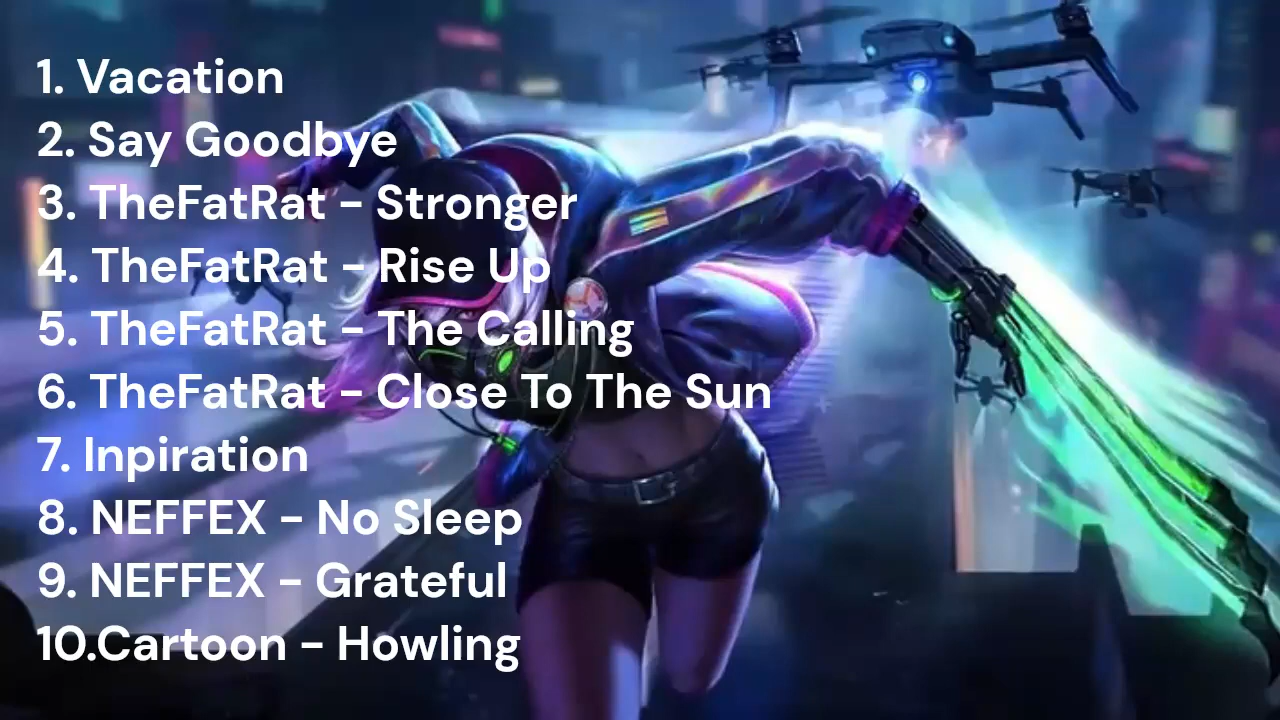 1. Vacation
2. Say Goodbye
3. TheFatRat - Stronger
4. TheFatRat - Rise Up
5. TheFatRat - The Calling
6. TheFatRat - Close To The Sun
7. Inpiration
8. NEFFEX - No Sleep
9. NEFFEX - Grateful
10.Cartoon - Howling